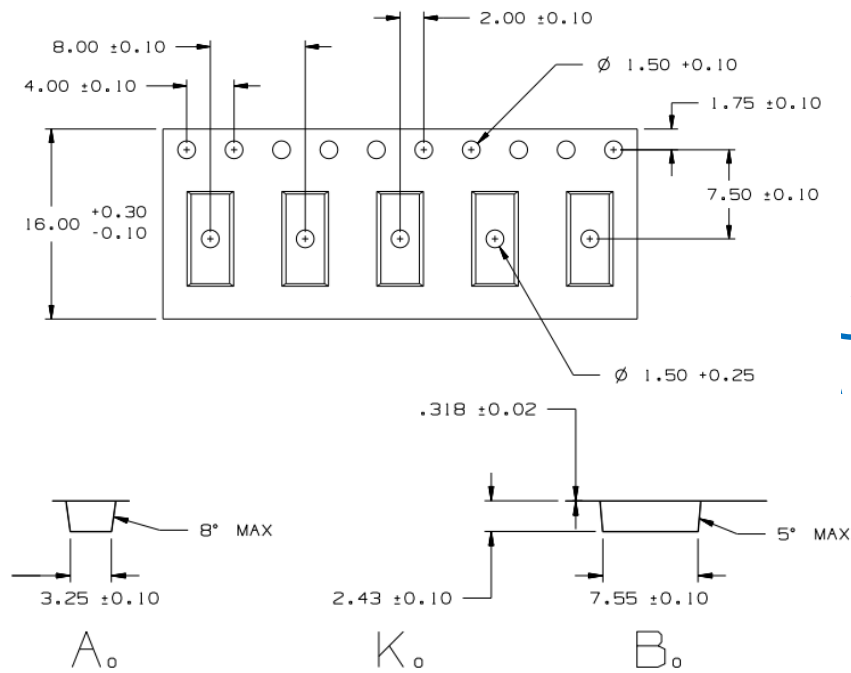 2.00 ±0.10
8.00 ±0.10
Ø 1.50 +0.10
4.00 ±0.10
1.75 ±0.10
7.50 ±0.10
16.00 +0.30
-0.10
Ø 1.50 +0.25
.318 ±0.02
8° MAX
5° MAX
3.25 ±0.10
2.43 ±0.10
7.55 ±0.10
A₀
K₀
B₀